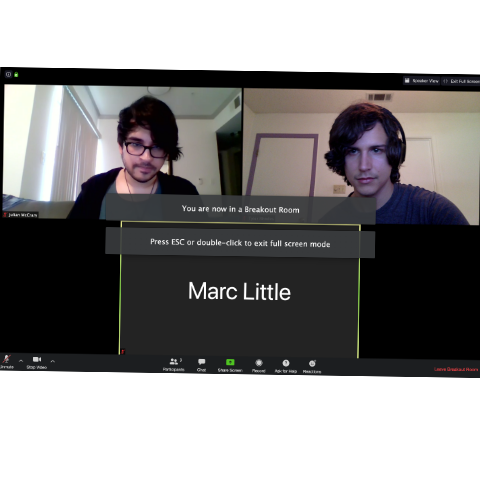 Speaker View
Exit Full Screen
Julian McCrain
You are now in a Breakout Room
Press ESC or double-click to exit full screen mode
Marc Little
Unmute
Stop Video
Participants
3
Chat
Share Screen
Record
Ask for Help
Reactions
Leave Breakout Room